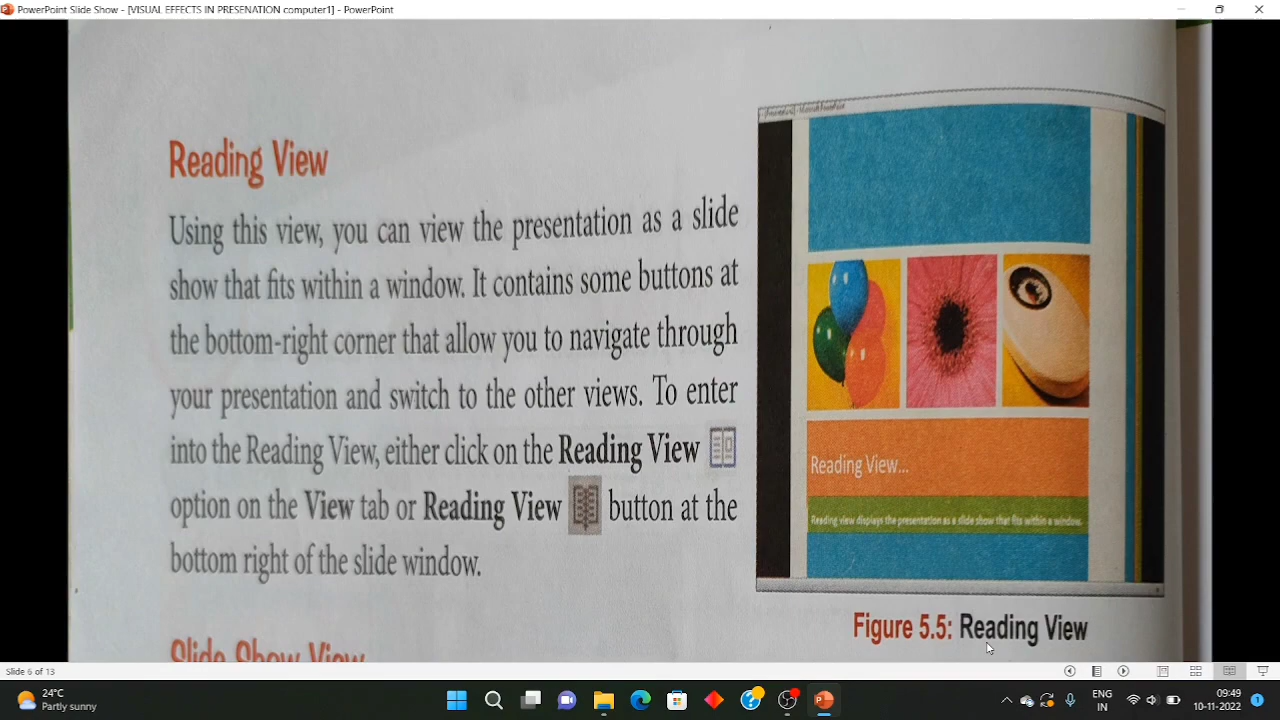 PowerPoint Slide Show - [VISUAL EFFECTS IN PRESENATION computer1] - PowerPoint
Reading View
Using this view, you can view the presentation as a slide
show that fits within a window. It contains some buttons at
the bottom-right corner that allow you to navigate through
your presentation and switch to the other views. To enter
into the Reading View, either click on the Reading View
option on the View tab or Reading View button at the
bottom right of the slide window.
Slide Show View
Reading View...
Reading view displays the presentation as a slide show that fits within a window.
Figure 5.5: Reading View
Slide 6 of 13
24°C
Partly sunny
ENG
IN
09:49
10-11-2022
1